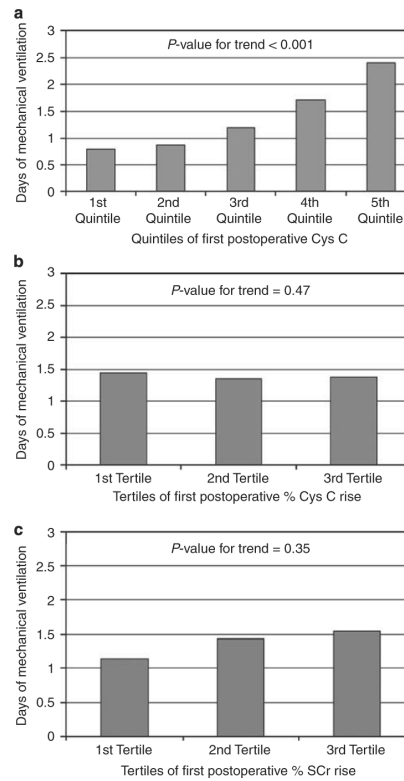 a
P-value for trend < 0.001
Days of mechanical ventilation
3
2.5
2
1.5
1
0.5
0
1st Quintile
2nd Quintile
3rd Quintile
4th Quintile
5th Quintile
Quintiles of first postoperative Cys C
b
P-value for trend = 0.47
Days of mechanical ventilation
3
2.5
2
1.5
1
0.5
0
1st Tertile
2nd Tertile
3rd Tertile
Tertiles of first postoperative % Cys C rise
c
P-value for trend = 0.35
Days of mechanical ventilation
3
2.5
2
1.5
1
0.5
0
1st Tertile
2nd Tertile
3rd Tertile
Tertiles of first postoperative % SCr rise